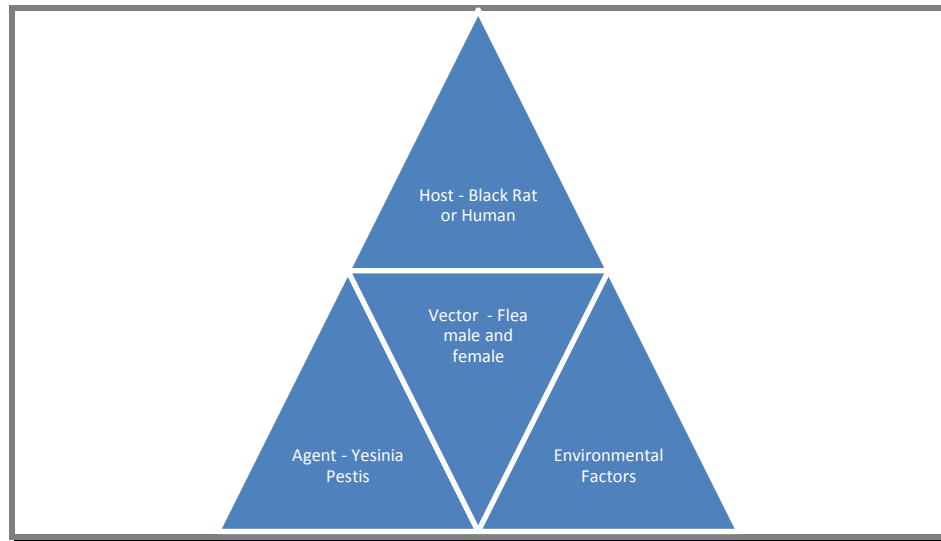 Host - Black Rat
or Human
Vector - Flea
male and
female
Agent - Yesinia
Pestis
Environmental
Factors